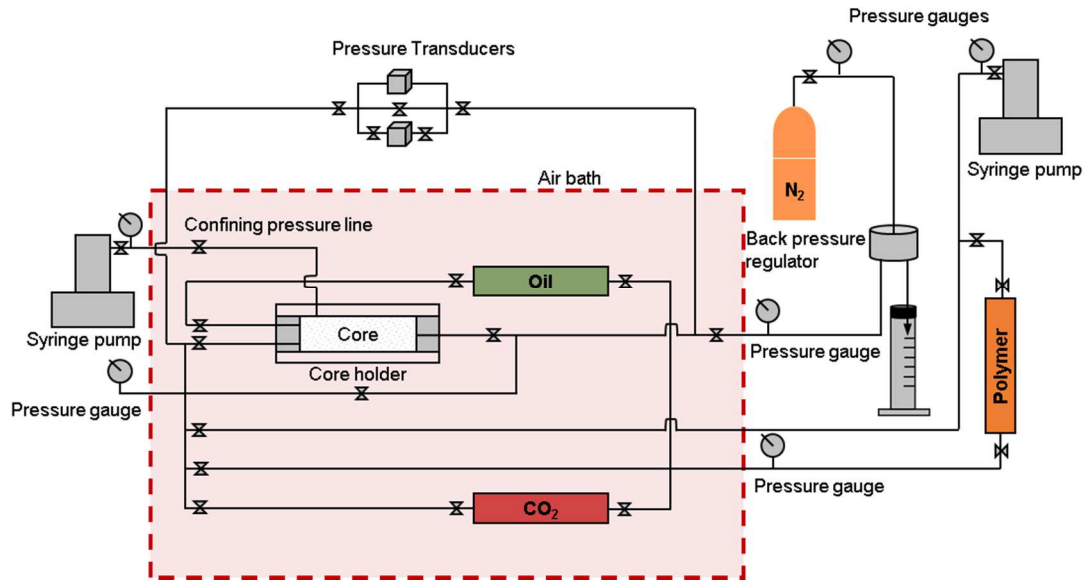 Pressure gauges
Pressure Transducers
Syringe pump
Air bath
N₂
Confining pressure line
Back pressure
regulator
Oil
Syringe pump
Core
Pressure gauge
Core holder
Polymer
Pressure gauge
Pressure gauge
CO₂